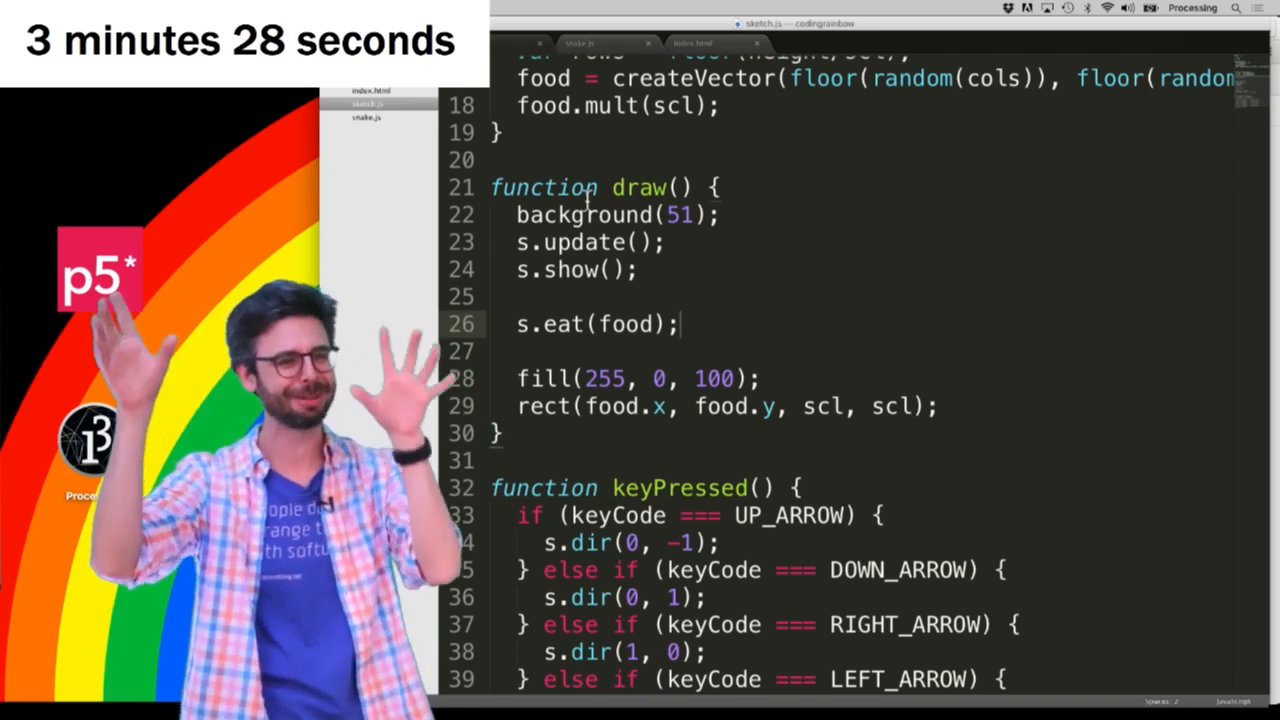 3 minutes 28 seconds
Processing
sketch.js — codingrainbow
snake.js
index.html
index.html
sketch.js
snake.js
food = createVector(floor(random(cols)), floor(random
18 food.mult(scl);
19 }
20
21 function draw() {
22 background(51);
23 s.update();
24 s.show();
25
26 s.eat(food);
27
28 fill(255, 0, 100);
29 rect(food.x, food.y, scl, scl);
30 }
31
32 function keyPressed() {
33 if (keyCode === UP_ARROW) {
4 s.dir(0, -1);
5 } else if (keyCode === DOWN_ARROW) {
36 s.dir(0, 1);
37 } else if (keyCode === RIGHT_ARROW) {
38 s.dir(1, 0);
39 } else if (keyCode === LEFT_ARROW) {
p5*
Proce
Spaces: 2
JavaScript